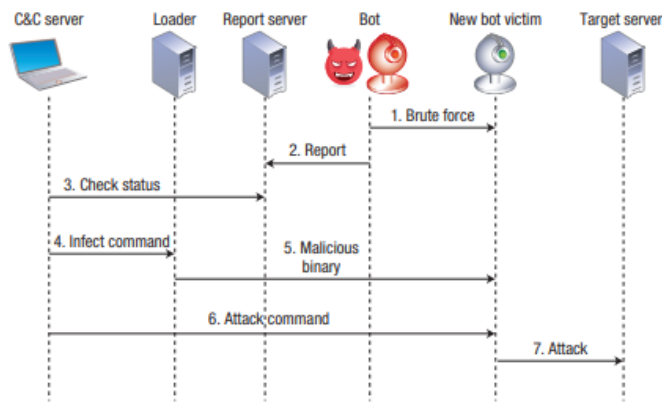 C&C server
Loader
Report server
Bot
New bot victim
Target server
1. Brute force
2. Report
3. Check status
4. Infect command
5. Malicious
binary
6. Attack command
7. Attack